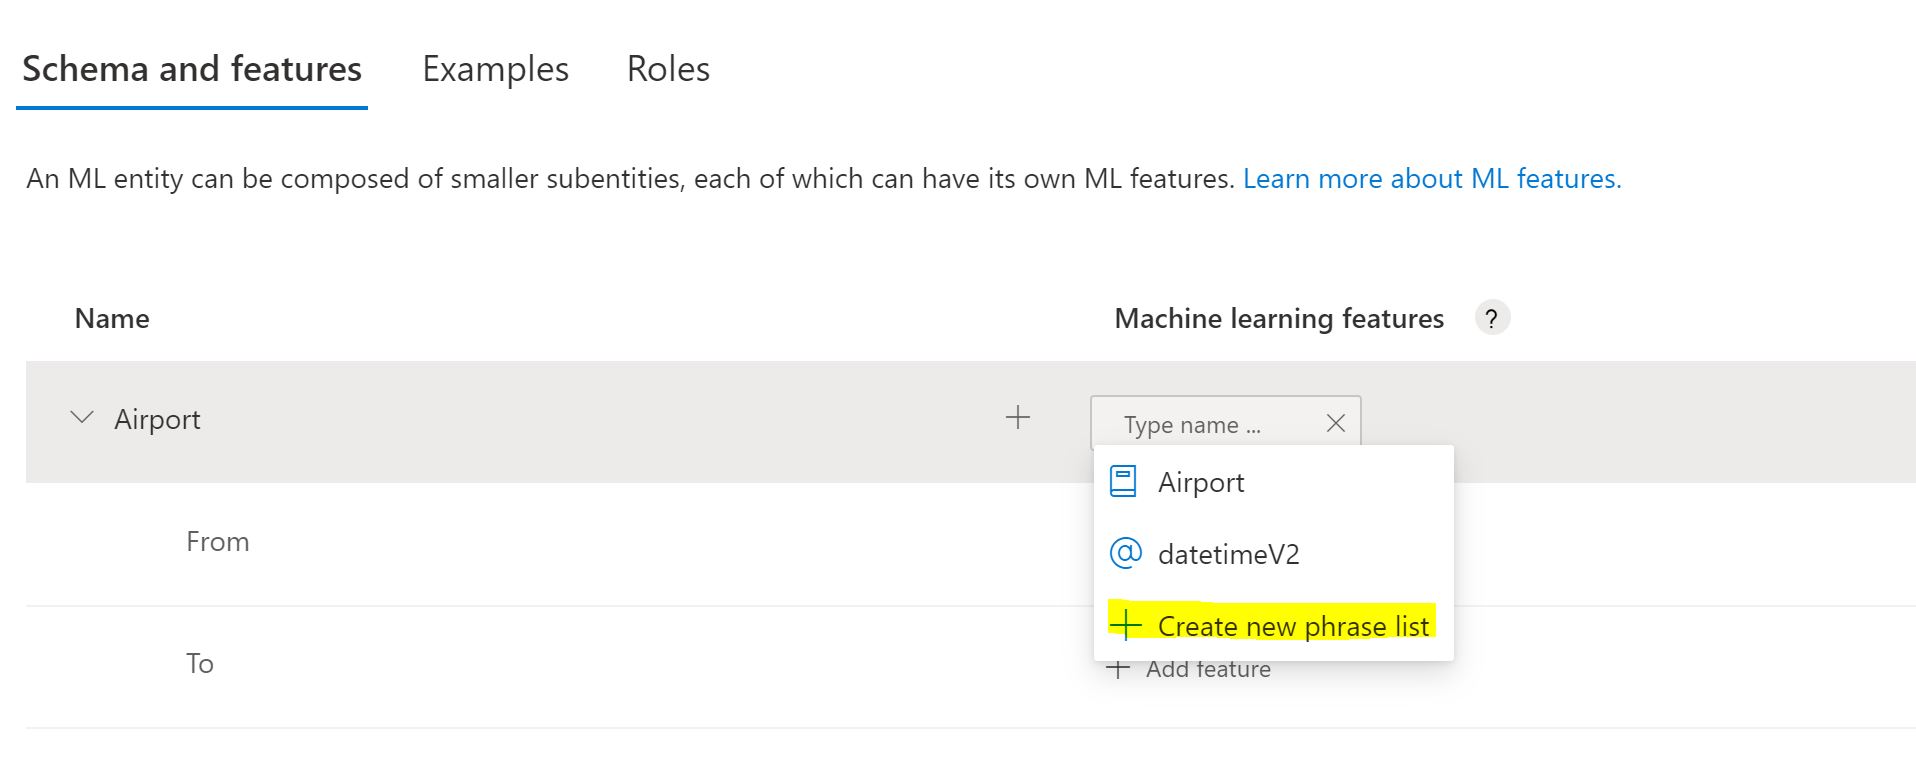 Schema and features Examples Roles
An ML entity can be composed of smaller subentities, each of which can have its own ML features. Learn more about ML features.
Name Machine learning features ?
Airport Type name ...
Airport
From
datetimeV2
Create new phrase list
To
Add feature